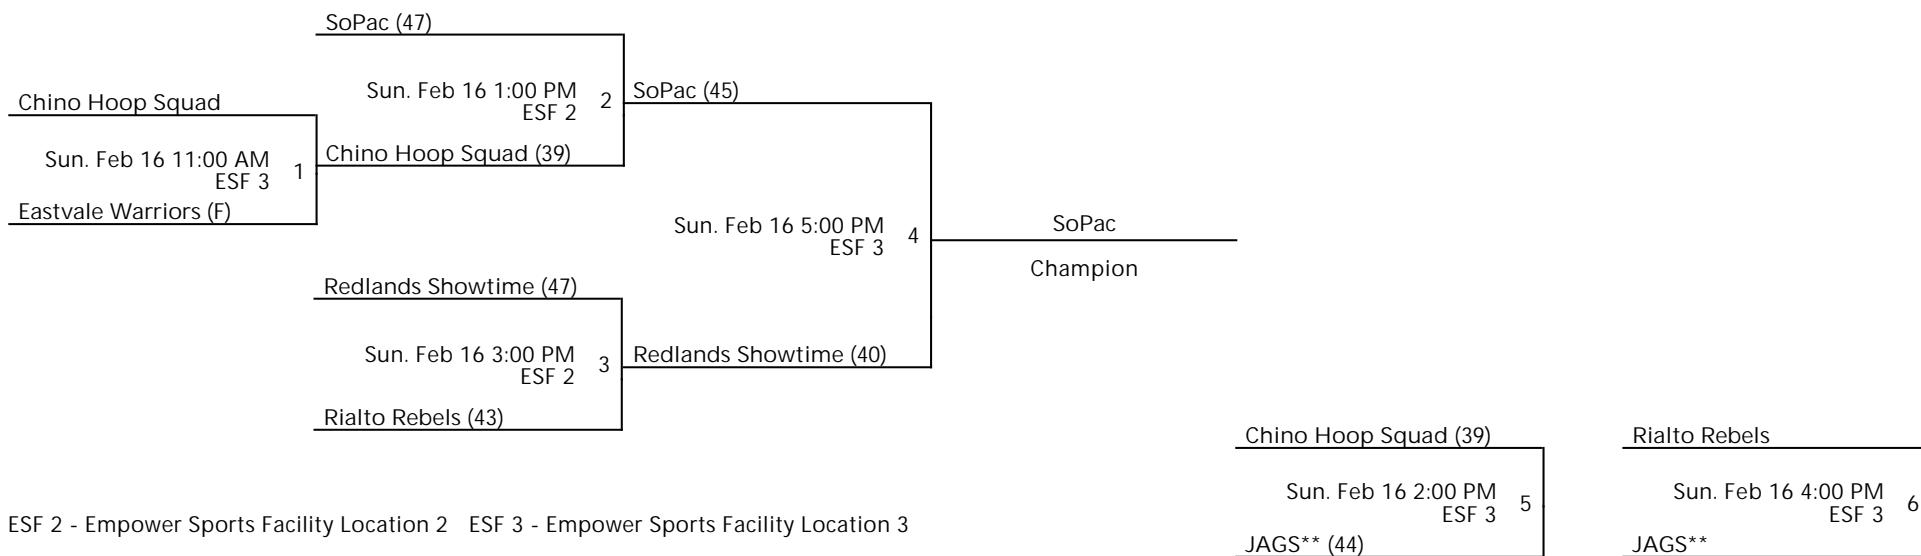 SoPac (47)
Sun. Feb 16 1:00 PM
ESF 2
2
SoPac (45)
Chino Hoop Squad
Sun. Feb 16 11:00 AM
ESF 3
1
Chino Hoop Squad (39)
Eastvale Warriors (F)
Sun. Feb 16 5:00 PM
ESF 3
4
SoPac
Champion
Redlands Showtime (47)
Sun. Feb 16 3:00 PM
ESF 2
3
Redlands Showtime (40)
Rialto Rebels (43)
Chino Hoop Squad (39)
Sun. Feb 16 2:00 PM
ESF 3
5
JAGS** (44)
Rialto Rebels
Sun. Feb 16 4:00 PM
ESF 3
6
JAGS**
ESF 2 - Empower Sports Facility Location 2 ESF 3 - Empower Sports Facility Location 3